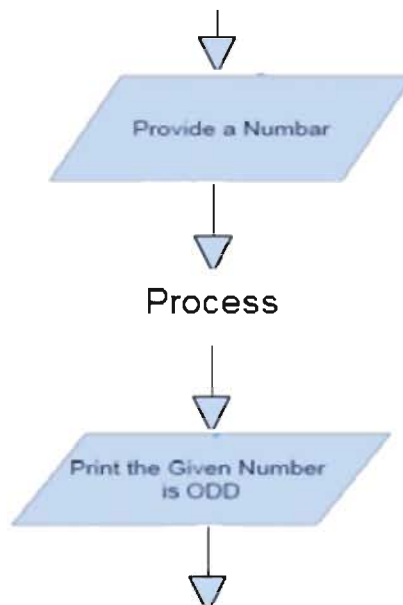 Provide a Numbar
Process
Print the Given Number
is ODD